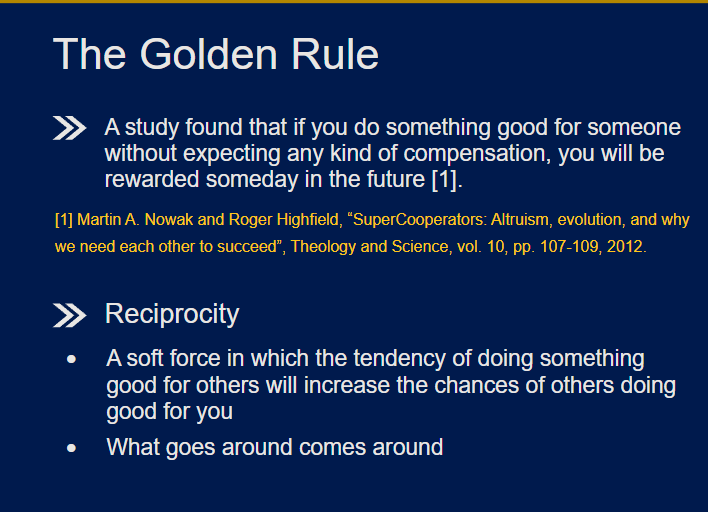 The Golden Rule
A study found that if you do something good for someone
without expecting any kind of compensation, you will be
rewarded someday in the future [1].
[1] Martin A. Nowak and Roger Highfield, “SuperCooperators: Altruism, evolution, and why
we need each other to succeed”, Theology and Science, vol. 10, pp. 107-109, 2012.
Reciprocity
• A soft force in which the tendency of doing something
good for others will increase the chances of others doing
good for you
• What goes around comes around